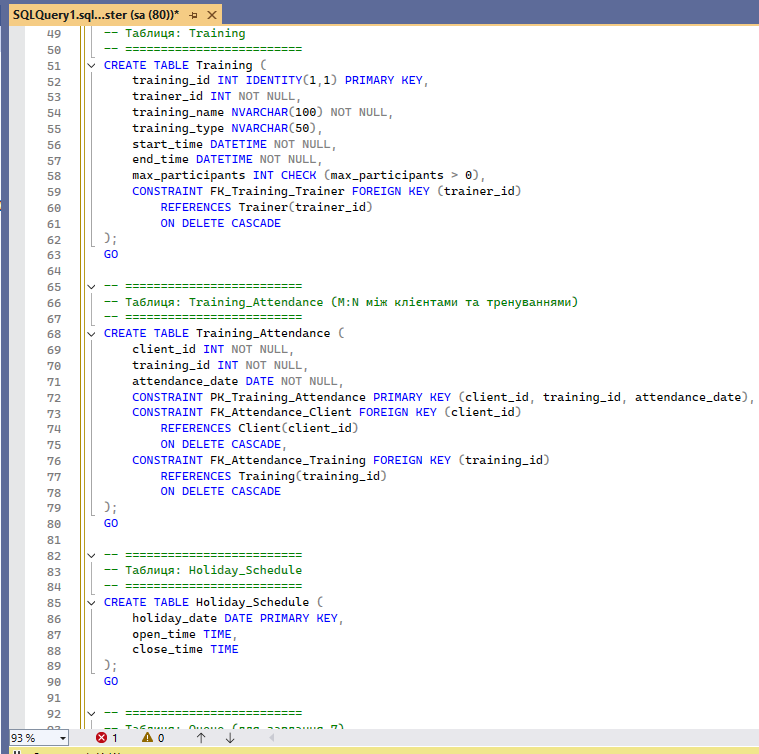 SQLQuery1.sql...ster (sa (80))*
49 -- Таблиця: Training
50 -- =========================
51 CREATE TABLE Training (
52 training_id INT IDENTITY(1,1) PRIMARY KEY,
53 trainer_id INT NOT NULL,
54 training_name NVARCHAR(100) NOT NULL,
55 training_type NVARCHAR(50),
56 start_time DATETIME NOT NULL,
57 end_time DATETIME NOT NULL,
58 max_participants INT CHECK (max_participants > 0),
59 CONSTRAINT FK_Training_Trainer FOREIGN KEY (trainer_id)
60 REFERENCES Trainer(trainer_id)
61 ON DELETE CASCADE
62 );
63 GO
64
65 -- =========================
66 -- Таблиця: Training_Attendance (M:N між клієнтами та тренуваннями)
67 -- =========================
68 CREATE TABLE Training_Attendance (
69 client_id INT NOT NULL,
70 training_id INT NOT NULL,
71 attendance_date DATE NOT NULL,
72 CONSTRAINT PK_Training_Attendance PRIMARY KEY (client_id, training_id, attendance_date),
73 CONSTRAINT FK_Attendance_Client FOREIGN KEY (client_id)
74 REFERENCES Client(client_id)
75 ON DELETE CASCADE,
76 CONSTRAINT FK_Attendance_Training FOREIGN KEY (training_id)
77 REFERENCES Training(training_id)
78 ON DELETE CASCADE
79 );
80 GO
81
82 -- =========================
83 -- Таблиця: Holiday_Schedule
84 -- =========================
85 CREATE TABLE Holiday_Schedule (
86 holiday_date DATE PRIMARY KEY,
87 open_time TIME,
88 close_time TIME
89 );
90 GO
91
92 -- =========================
93 -- Таблиця:
93 % 1 0